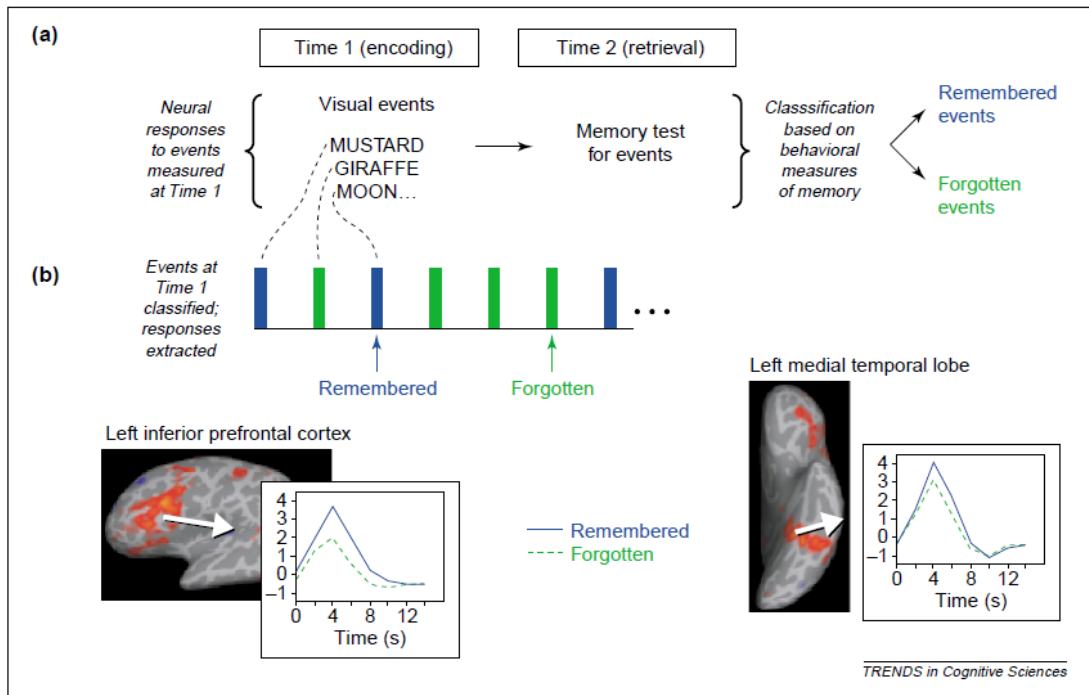 (a)
Time 1 (encoding)
Time 2 (retrieval)
Neural
responses
to events
measured
at Time 1
Visual events
MUSTARD
GIRAFFE
MOON…
Memory test
for events
Classsification
based on
behavioral
measures
of memory
Remembered
events
Forgotten
events
(b)
Events at
Time 1
classified;
responses
extracted
...
Remembered
Forgotten
Left inferior prefrontal cortex
4
3
2
1
0
–1
0 4 8 12
Time (s)
Remembered
Forgotten
Left medial temporal lobe
4
3
2
1
0
–1
0 4 8 12
Time (s)
TRENDS in Cognitive Sciences